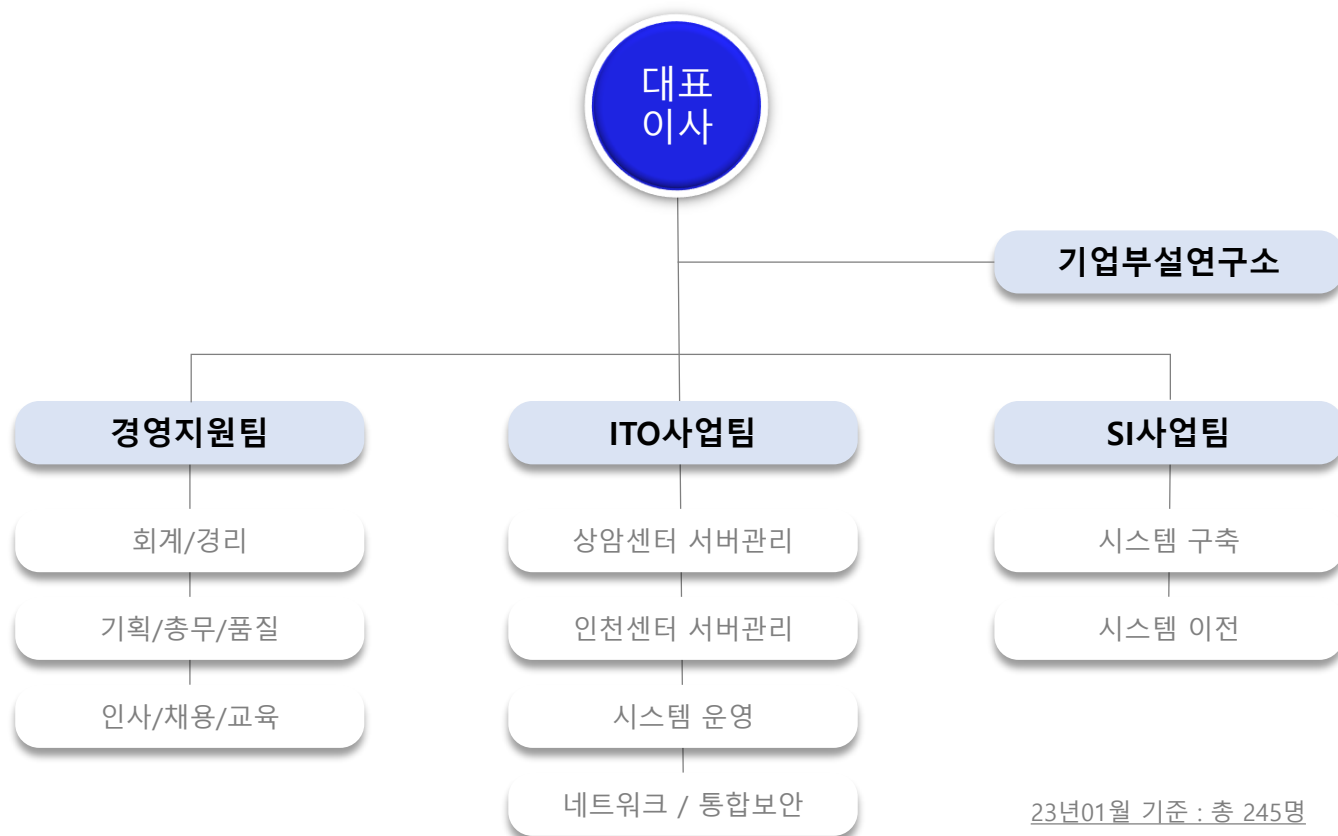 대표
이사
기업부설연구소
경영지원팀
ITO사업팀
SI사업팀
회계/경리
상암센터 서버관리
시스템 구축
기획/총무/품질
인천센터 서버관리
시스템 이전
인사/채용/교육
시스템 운영
네트워크 / 통합보안
23년01월 기준 : 총 245명